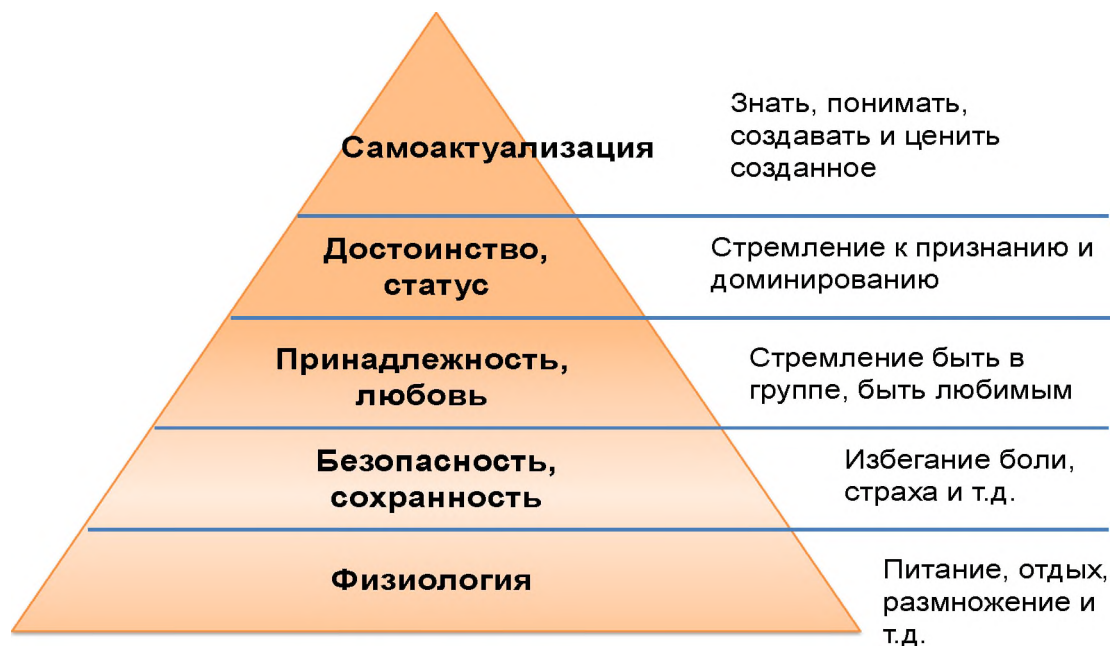 Самоактуализация
Знать, понимать,
создавать и ценить
созданное
Достоинство,
статус
Стремление к признанию и
доминированию
Принадлежность,
любовь
Стремление быть в
группе, быть любимым
Безопасность,
сохранность
Избегание боли,
страха и т.д.
Физиология
Питание, отдых,
размножение и
т.д.